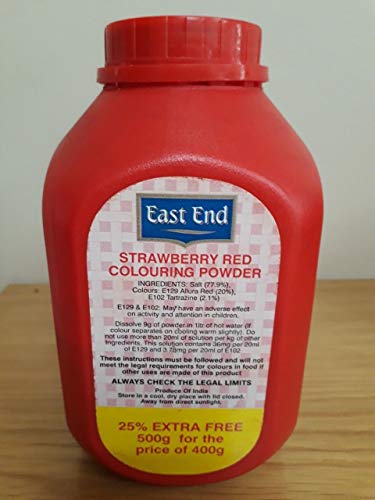 East End
STRAWBERRY RED
COLOURING POWDER
INGREDIENTS: Salt (77.9%),
Colours: E129 Allura Red (20%),
E102 Tartrazine (2.1%)
E129 & E102: May have an adverse effect
on activity and attention in children.
Dissolve 9g of powder in 1ltr of hot water (if
colour separates on cooling warm slightly). Do
not use more than 20ml of solution per kg of other
Ingredients. This solution contains 36mg per 20ml
of E129 and 3.78mg per 20ml of E102
These instructions must be followed and will not
meet the legal requirements for colours in food if
other uses are made of this product
ALWAYS CHECK THE LEGAL LIMITS
Produce Of India
Store in a cool, dry place with lid closed.
Away from direct sunlight.
25% EXTRA FREE
500g for the
price of 400g